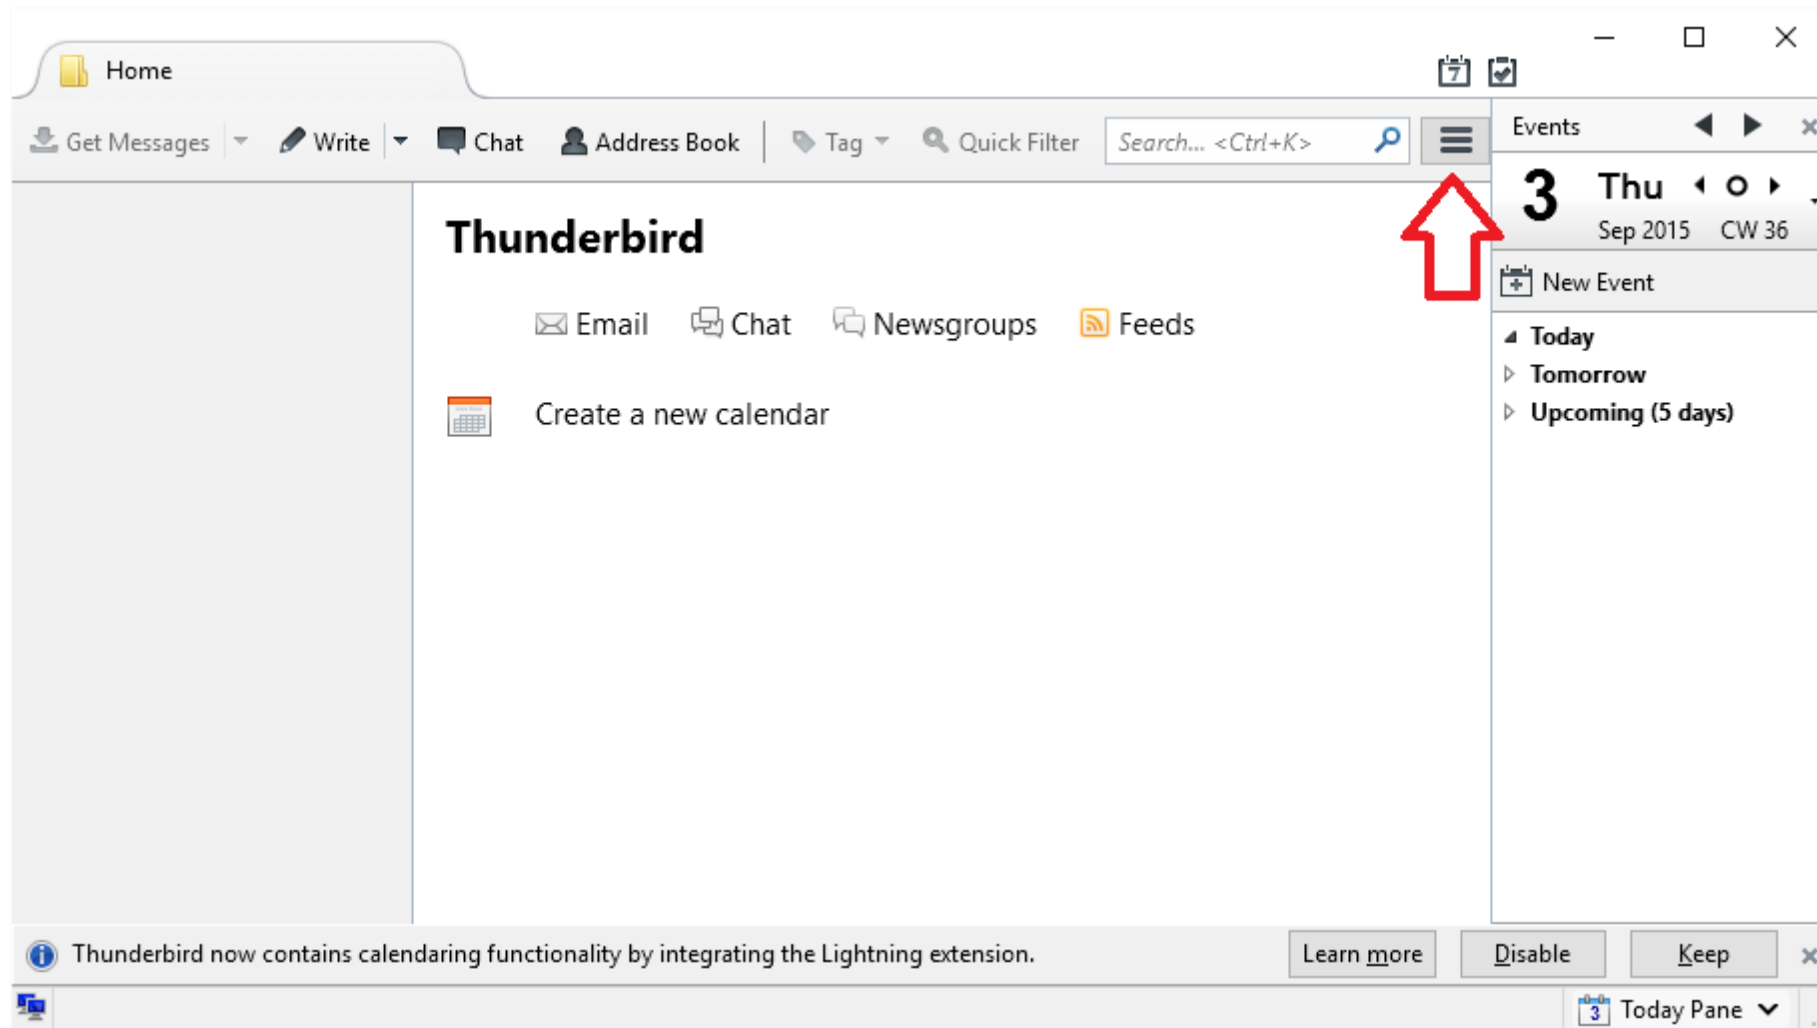 Home
7
Get Messages Write Chat Address Book Tag Quick Filter Search... <Ctrl+K>
Events
3 Thu
Sep 2015 CW 36
New Event
Thunderbird
Email Chat Newsgroups Feeds
Create a new calendar
Today
Tomorrow
Upcoming (5 days)
Thunderbird now contains calendaring functionality by integrating the Lightning extension. Learn more Disable Keep
3 Today Pane